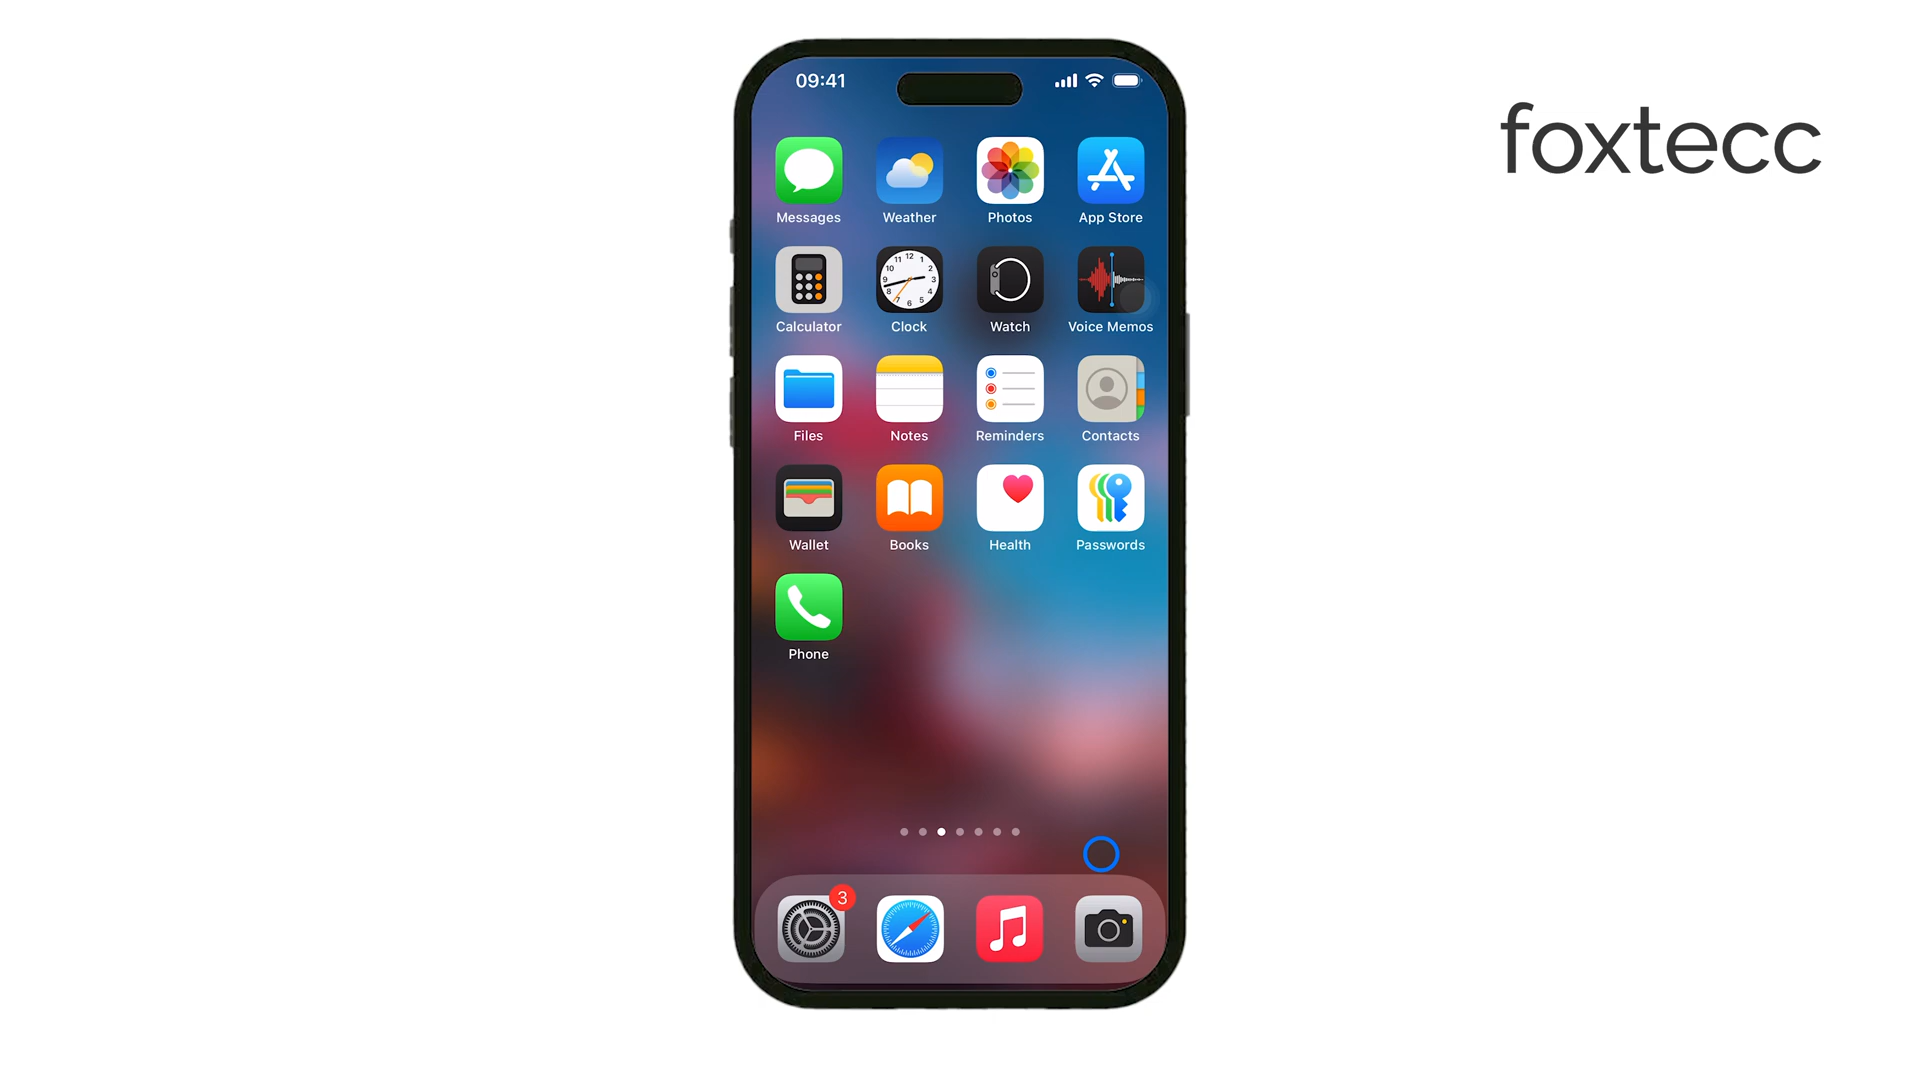 09:41
foxtecc
Messages Weather Photos App Store
Calculator Clock Watch Voice Memos
Files Notes Reminders Contacts
Wallet Books Health Passwords
Phone
3